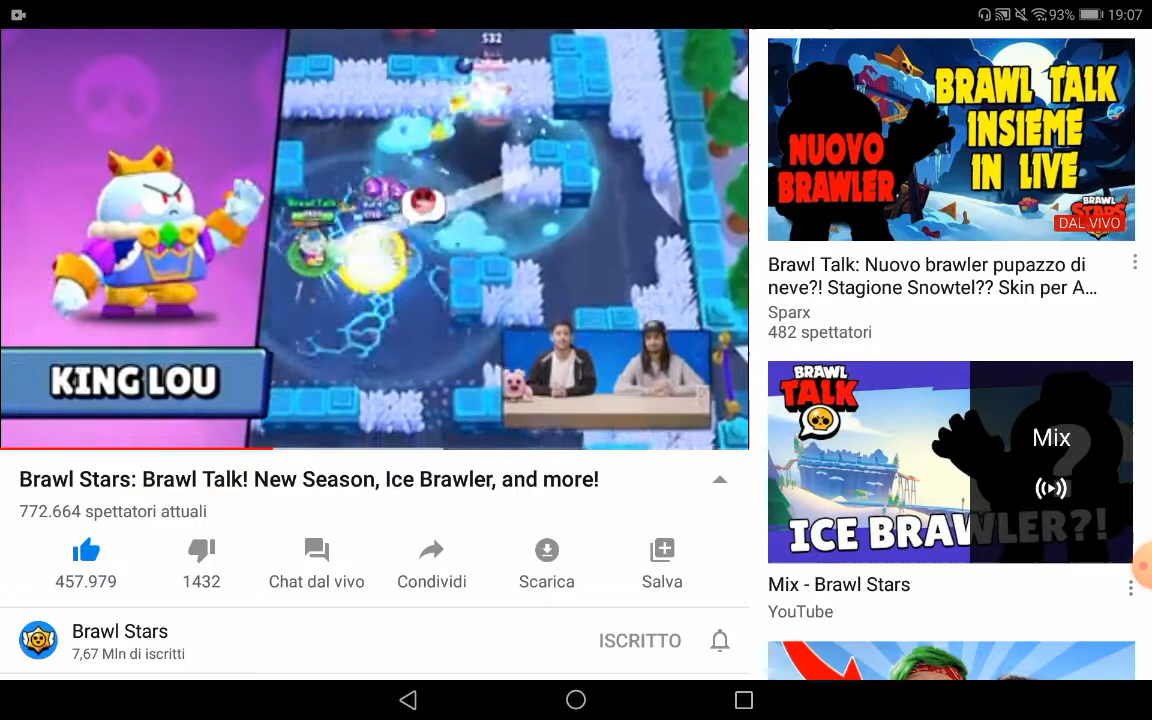 93% 19:07
532
Brawl Talk
KING LOU
Brawl Stars: Brawl Talk! New Season, Ice Brawler, and more!
772.664 spettatori attuali
457.979
1432
Chat dal vivo
Condividi
Scarica
Salva
Brawl Stars
7,67 Mln di iscritti
ISCRITTO
BRAWL TALK
INSIEME
IN LIVE
NUOVO
BRAWLER
BRAWL
STARS
DAL VIVO
Brawl Talk: Nuovo brawler pupazzo di
neve?! Stagione Snowtel?? Skin per A...
Sparx
482 spettatori
BRAWL
TALK
ICE BRAWLER?!
?
Mix
Mix - Brawl Stars
YouTube